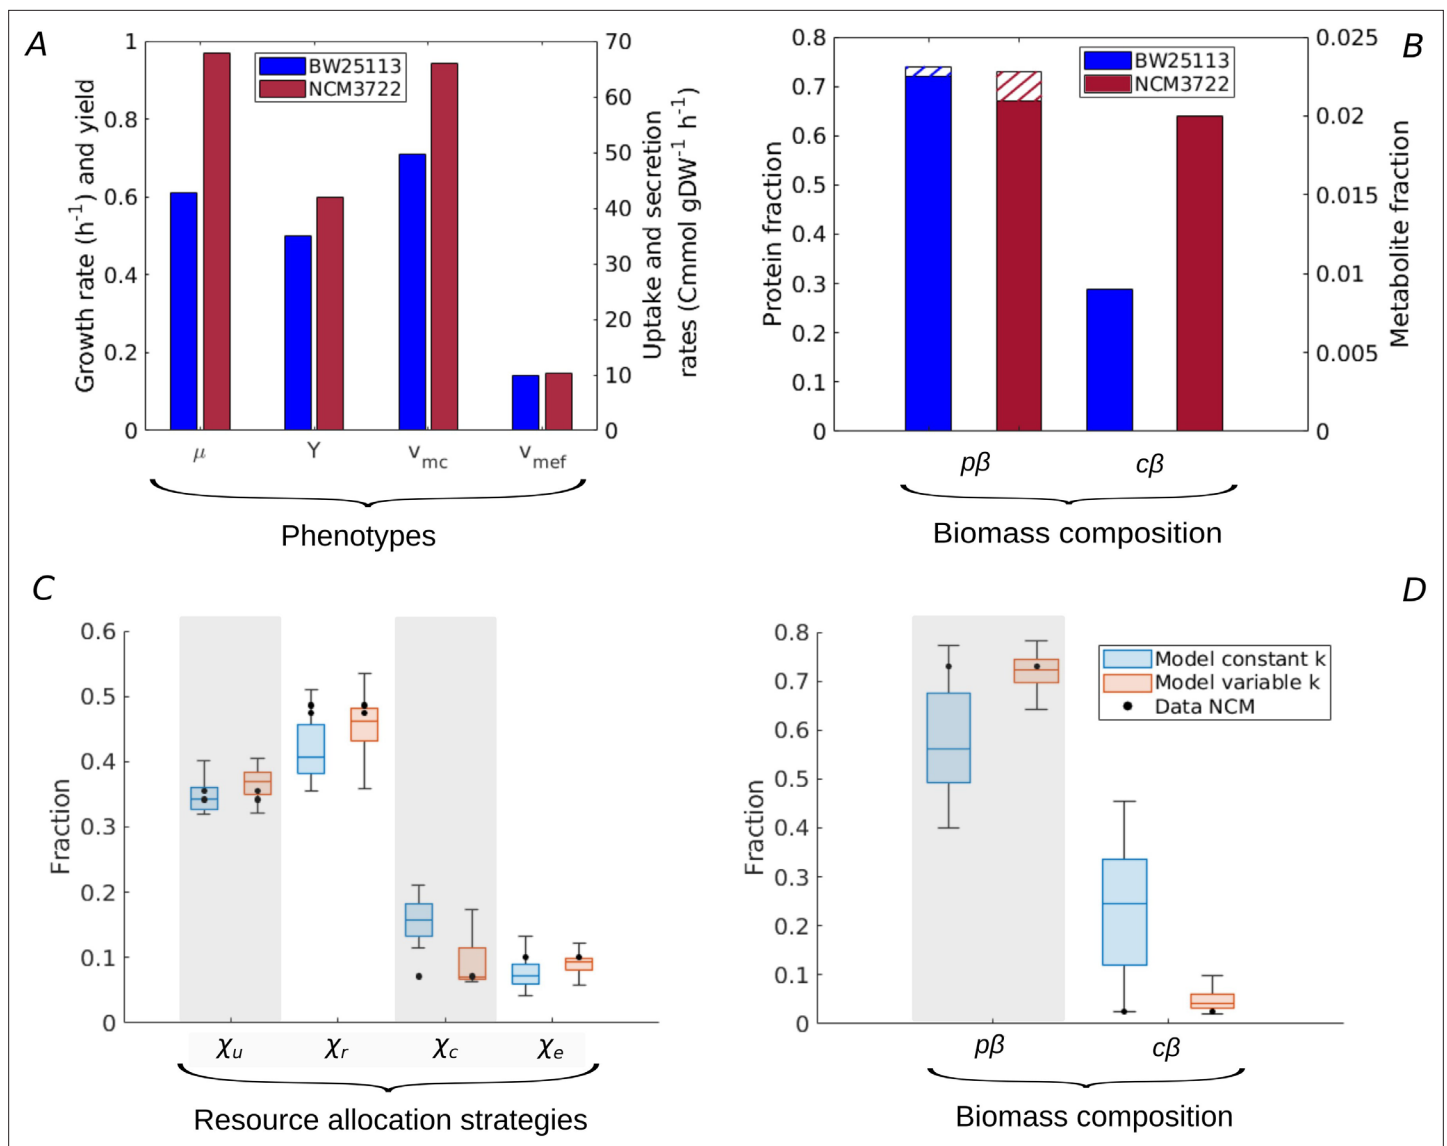 A
1
0.8
0.6
0.4
0.2
0
Growth rate (h-1) and yield
70
60
50
40
30
20
10
0
Uptake and secretion
rates (Cmmol gDW-1 h-1)
BW25113
NCM3722
μ
Y
vmc
vmef
Phenotypes
B
0.8
0.7
0.6
0.5
0.4
0.3
0.2
0.1
0
Protein fraction
0.025
0.02
0.015
0.01
0.005
0
Metabolite fraction
BW25113
NCM3722
pβ
cβ
Biomass composition
C
0.6
0.5
0.4
0.3
0.2
0.1
0
Fraction
χu
χr
χc
χe
Resource allocation strategies
D
0.8
0.7
0.6
0.5
0.4
0.3
0.2
0.1
0
Fraction
Model constant k
Model variable k
Data NCM
pβ
cβ
Biomass composition